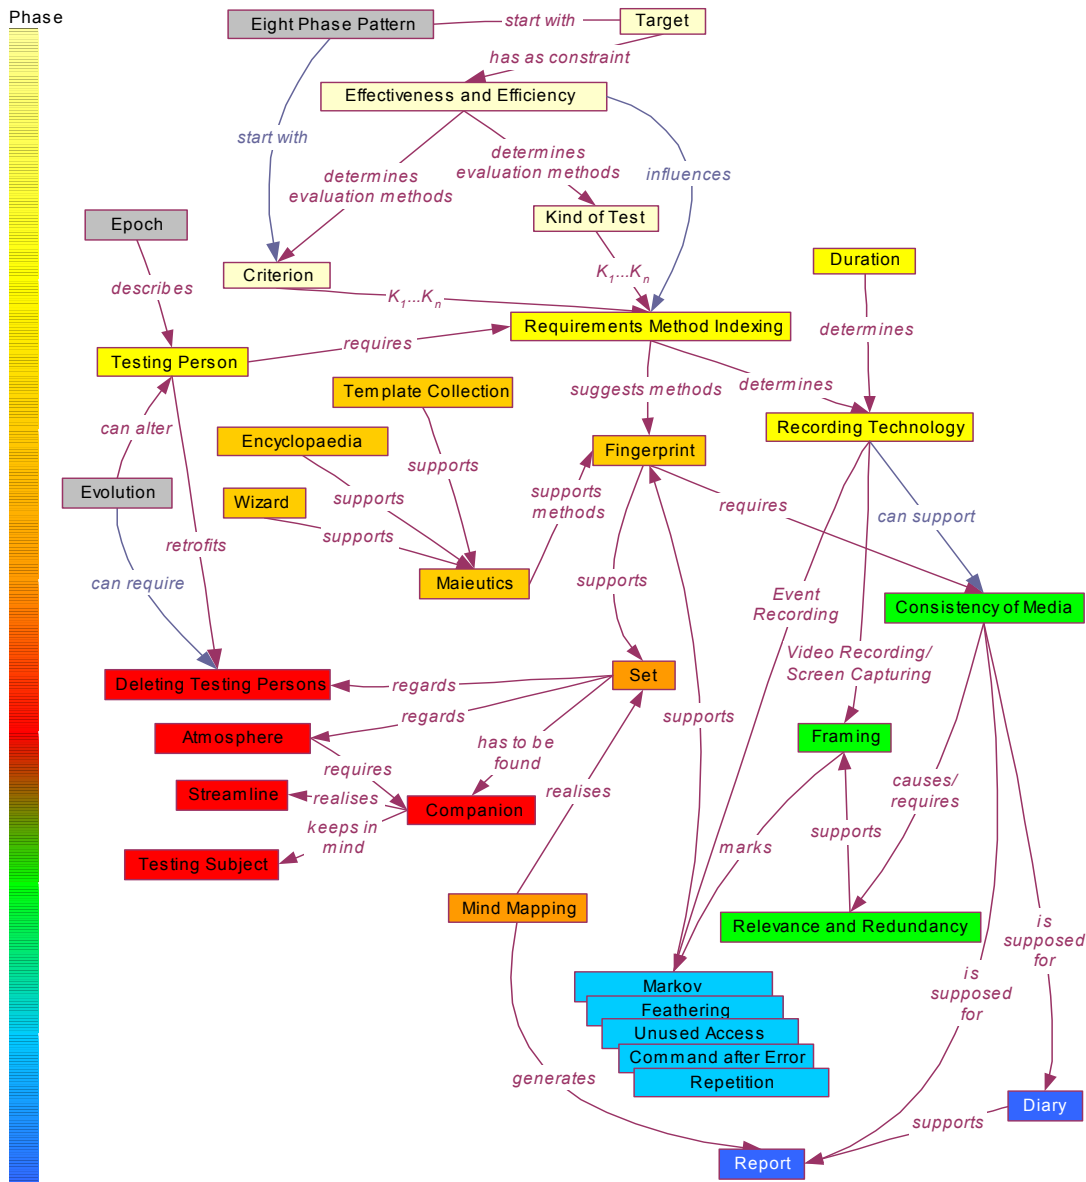 Phase
Eight Phase Pattern
start with
Target
has as constraint
Effectiveness and Efficiency
start with
determines
evaluation methods
determines
evaluation methods
influences
Kind of Test
Epoch
Criterion
Duration
K1...Kn
describes
K1...Kn
Requirements Method Indexing
determines
requires
Testing Person
Template Collection
suggests methods
determines
can alter
Encyclopaedia
Recording Technology
Fingerprint
supports
Evolution
Wizard
supports
supports
methods
requires
can support
supports
retrofits
can require
Maieutics
supports
Event
Recording
Consistency of Media
Video Recording/
Screen Capturing
Deleting Testing Persons
regards
Set
regards
supports
Atmosphere
has to be
found
Framing
requires
Streamline
realises
realises
causes/
requires
Companion
keeps in
mind
supports
marks
Testing Subject
Mind Mapping
Relevance and Redundancy
is
supposed
for
is
supposed
for
Markov
Feathering
Unused Access
Command after Error
Repetition
generates
Diary
supports
Report